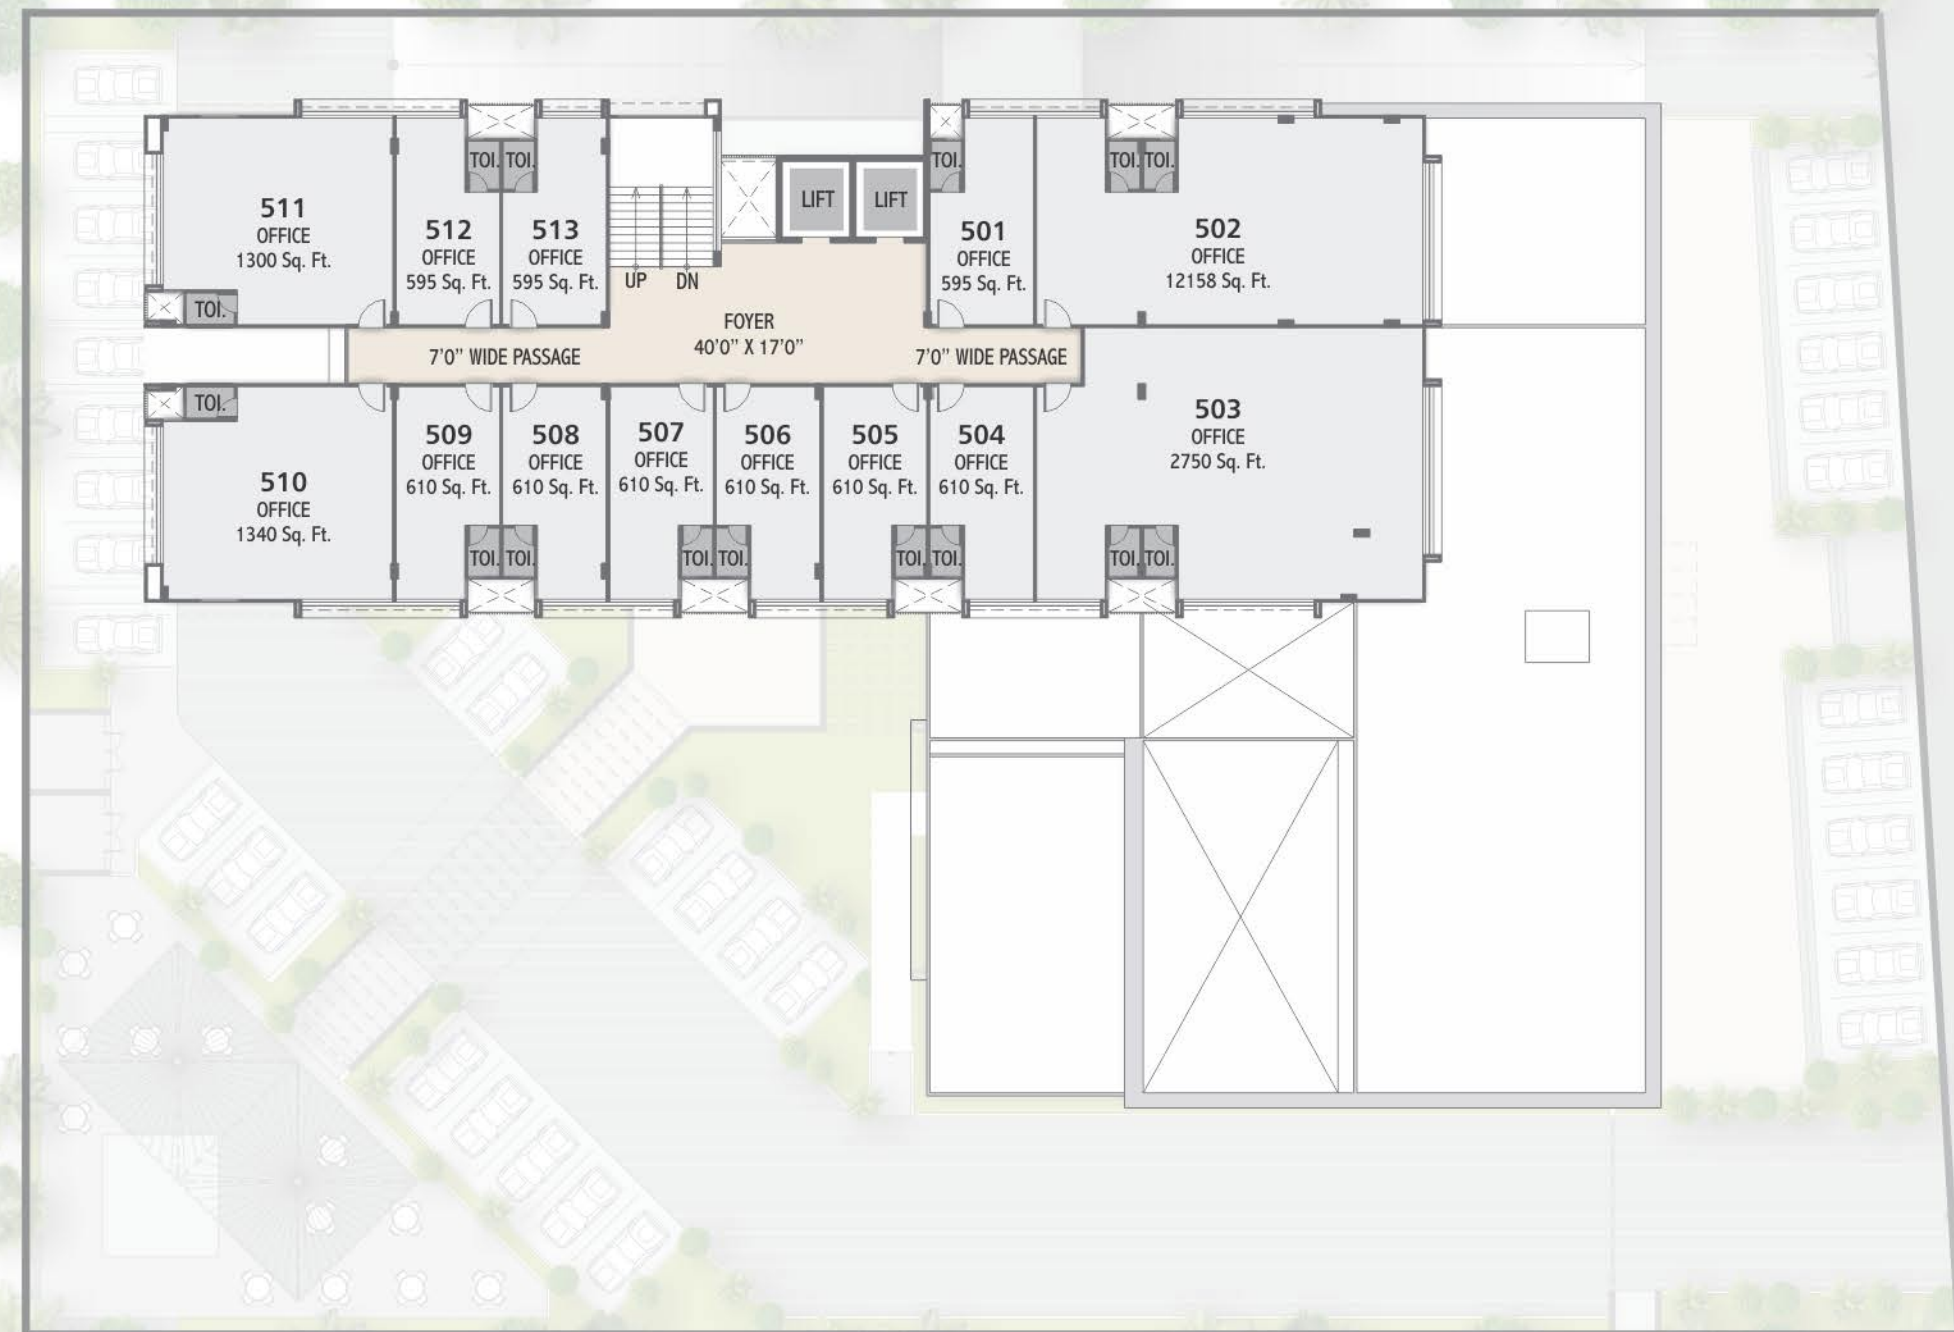 TOI. TOI.
TOI.
TOI. TOI.
LIFT
LIFT
511
OFFICE
1300 Sq. Ft.
512
OFFICE
595 Sq. Ft.
513
OFFICE
595 Sq. Ft.
501
OFFICE
595 Sq. Ft.
502
OFFICE
12158 Sq. Ft.
UP
DN
TOI.
FOYER
40'0" X 17'0"
7'0" WIDE PASSAGE
7'0" WIDE PASSAGE
TOI.
510
OFFICE
1340 Sq. Ft.
509
OFFICE
610 Sq. Ft.
508
OFFICE
610 Sq. Ft.
507
OFFICE
610 Sq. Ft.
506
OFFICE
610 Sq. Ft.
505
OFFICE
610 Sq. Ft.
504
OFFICE
610 Sq. Ft.
503
OFFICE
2750 Sq. Ft.
TOI. TOI.
TOI. TOI.
TOI. TOI.
TOI. TOI.